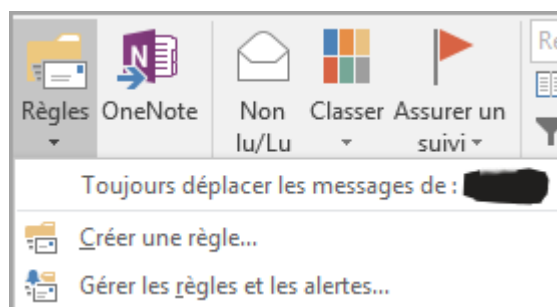 Règles OneNote Non lu/Lu Classer Assurer un suivi
Re
Toujours déplacer les messages de :
Créer une règle...
Gérer les règles et les alertes...